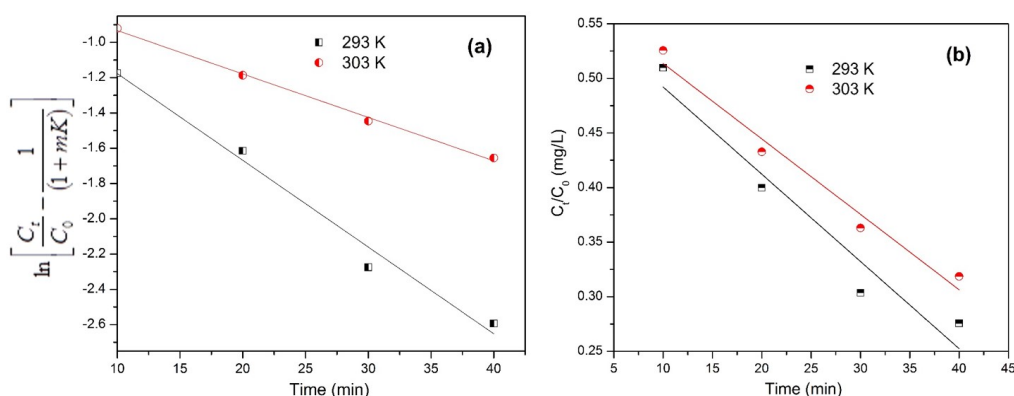 ln[C_t/C_0 − 1/(1+mK)]
-1.0
-1.2
-1.4
-1.6
-1.8
-2.0
-2.2
-2.4
-2.6
10 15 20 25 30 35 40
Time (min)
293 K
303 K
(a)
C_t/C_0 (mg/L)
0.55
0.50
0.45
0.40
0.35
0.30
0.25
5 10 15 20 25 30 35 40 45
Time (min)
293 K
303 K
(b)